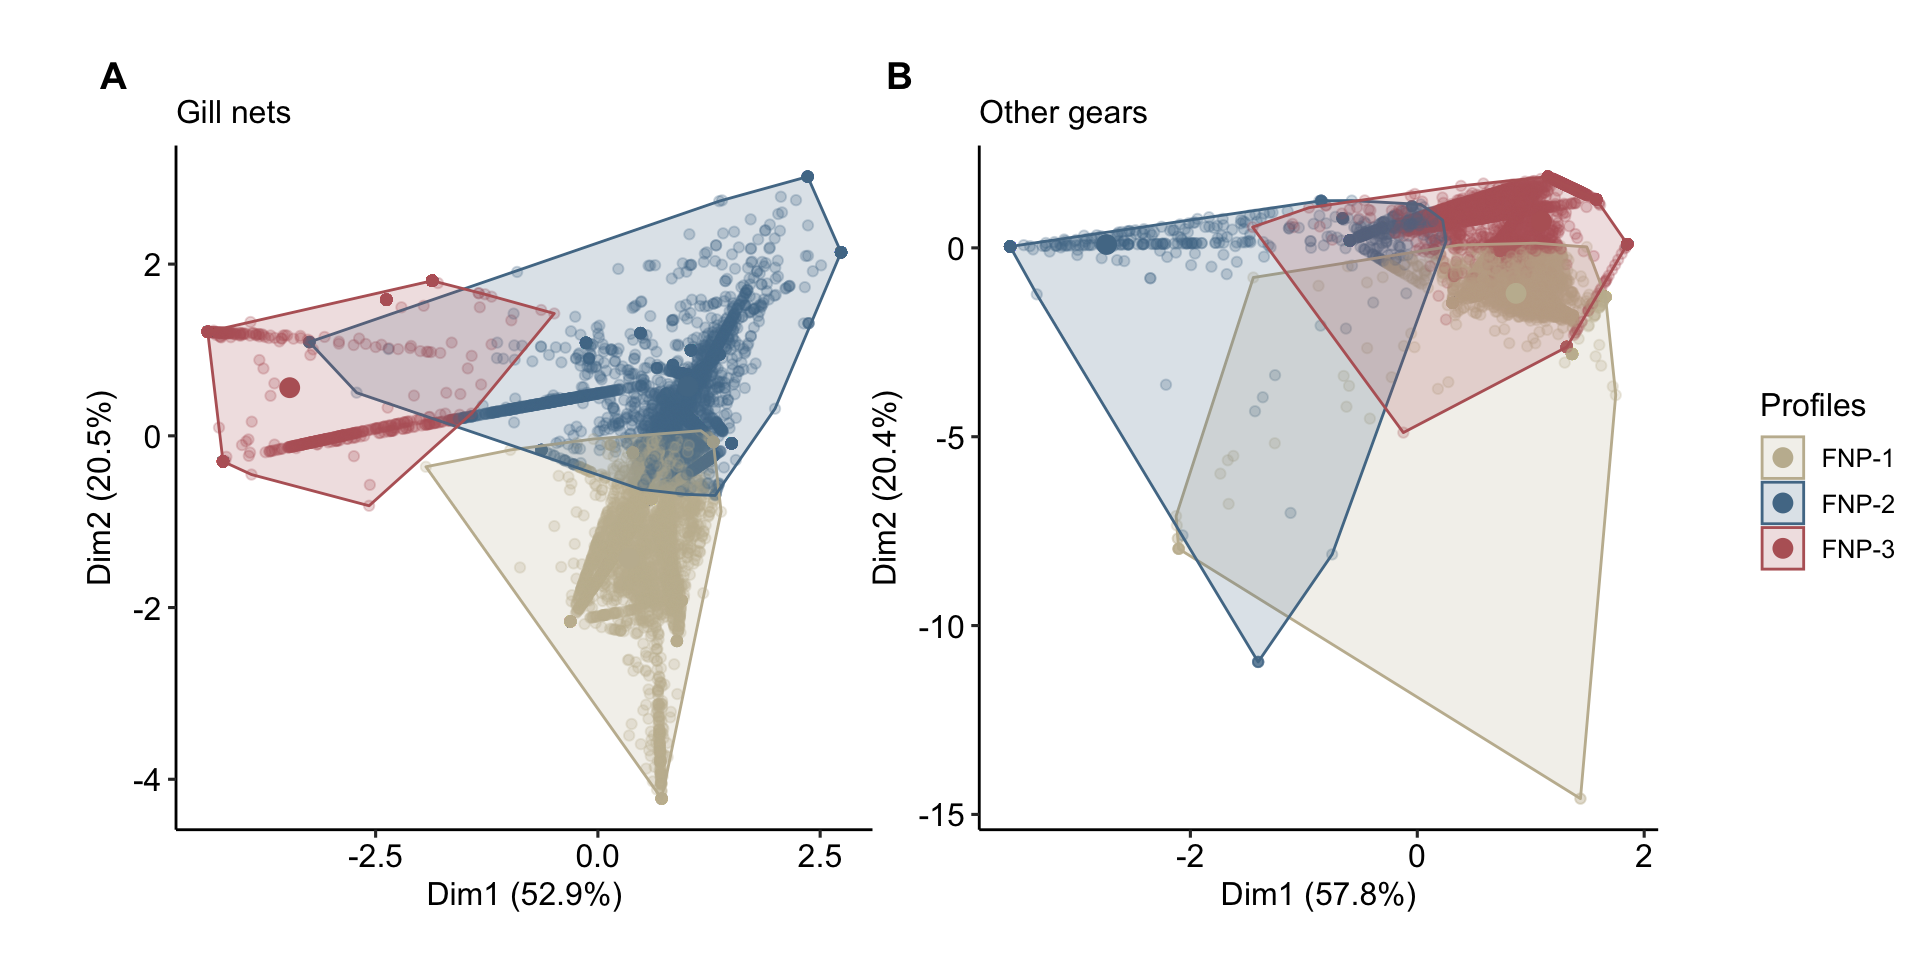 A
Gill nets
2
0
-2
-4
Dim2 (20.5%)
-2.5
0.0
2.5
Dim1 (52.9%)
B
Other gears
0
-5
-10
-15
Dim2 (20.4%)
-2
0
2
Dim1 (57.8%)
Profiles
FNP-1
FNP-2
FNP-3